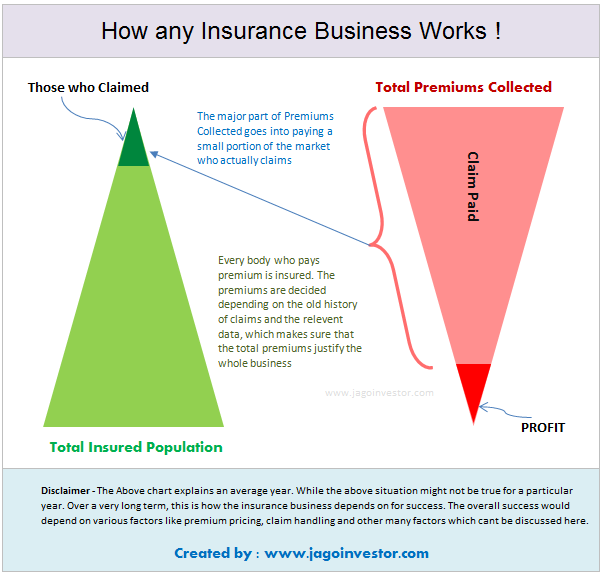 How any Insurance Business Works !
Those who Claimed
Total Premiums Collected
The major part of Premiums
Collected goes into paying a
small portion of the market
who actually claims
Claim Paid
Every body who pays
premium is insured. The
premiums are decided
depending on the old history
of claims and the relevent
data, which makes sure that
the total premiums justify the
whole business
www.jagoinvestor.com
PROFIT
Total Insured Population
Disclaimer - The Above chart explains an average year. While the above situation might not be true for a particular
year. Over a very long term, this is how the insurance business depends on for success. The overall success would
depend on various factors like premium pricing, claim handling and other many factors which cant be discussed here.
Created by : www.jagoinvestor.com